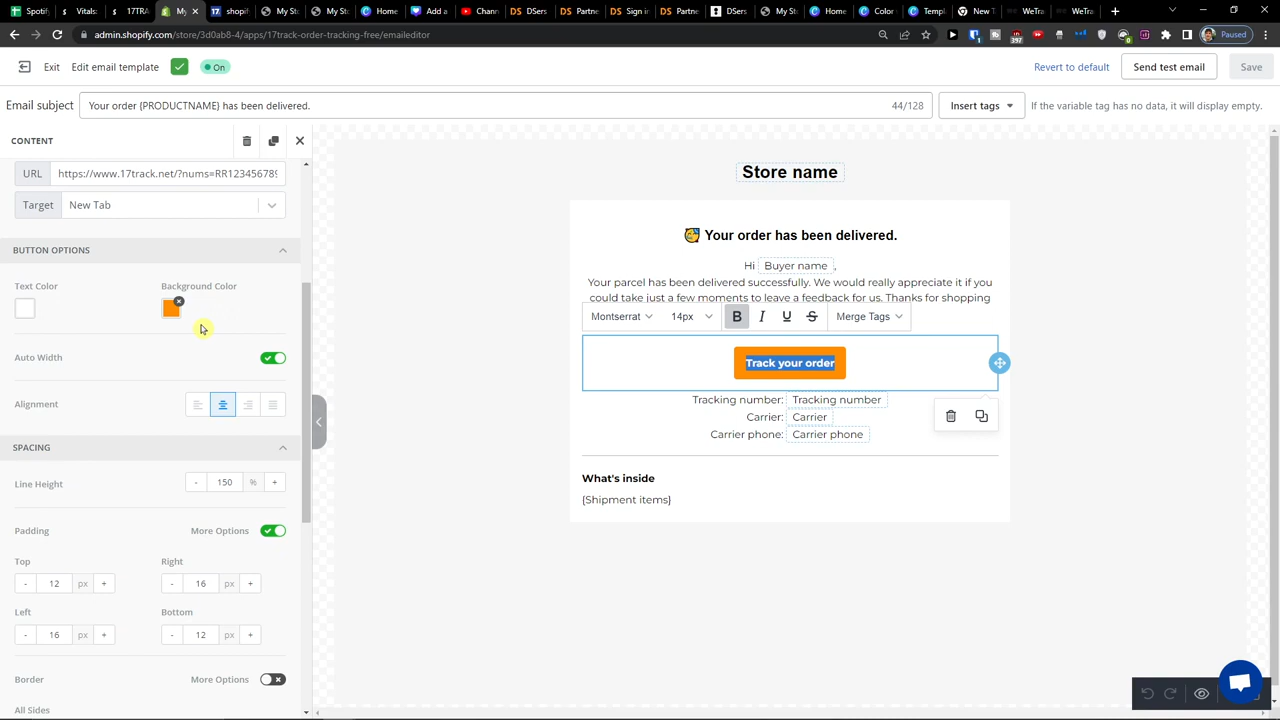 Spotif
Vitals
17TRA
My
shopif
My Sto
My Sto
Home
Add a
Chann
DSers
Partne
Sign in
Partne
DSers
My Sto
Home
Color
Templ
New T
WeTra
WeTra
admin.shopify.com/store/3d0ab8-4/apps/17track-order-tracking-free/emaileditor
Paused
Exit
Edit email template
On
Revert to default
Send test email
Save
Email subject
Your order {PRODUCTNAME} has been delivered.
44/128
Insert tags
If the variable tag has no data, it will display empty.
CONTENT
URL
https://www.17track.net/?nums=RR123456789
Target
New Tab
BUTTON OPTIONS
Text Color
Background Color
Auto Width
Alignment
SPACING
Line Height
- 150 % +
Padding
More Options
Top
Right
- 12 px +
- 16 px +
Left
Bottom
- 16 px +
- 12 px +
Border
More Options
All Sides
Store name
Your order has been delivered.
Hi Buyer name ,
Your parcel has been delivered successfully. We would really appreciate it if you
could take just a few moments to leave a feedback for us. Thanks for shopping
Montserrat
14px
B I U S
Merge Tags
Track your order
Tracking number: Tracking number
Carrier: Carrier
Carrier phone: Carrier phone
What's inside
{Shipment items}